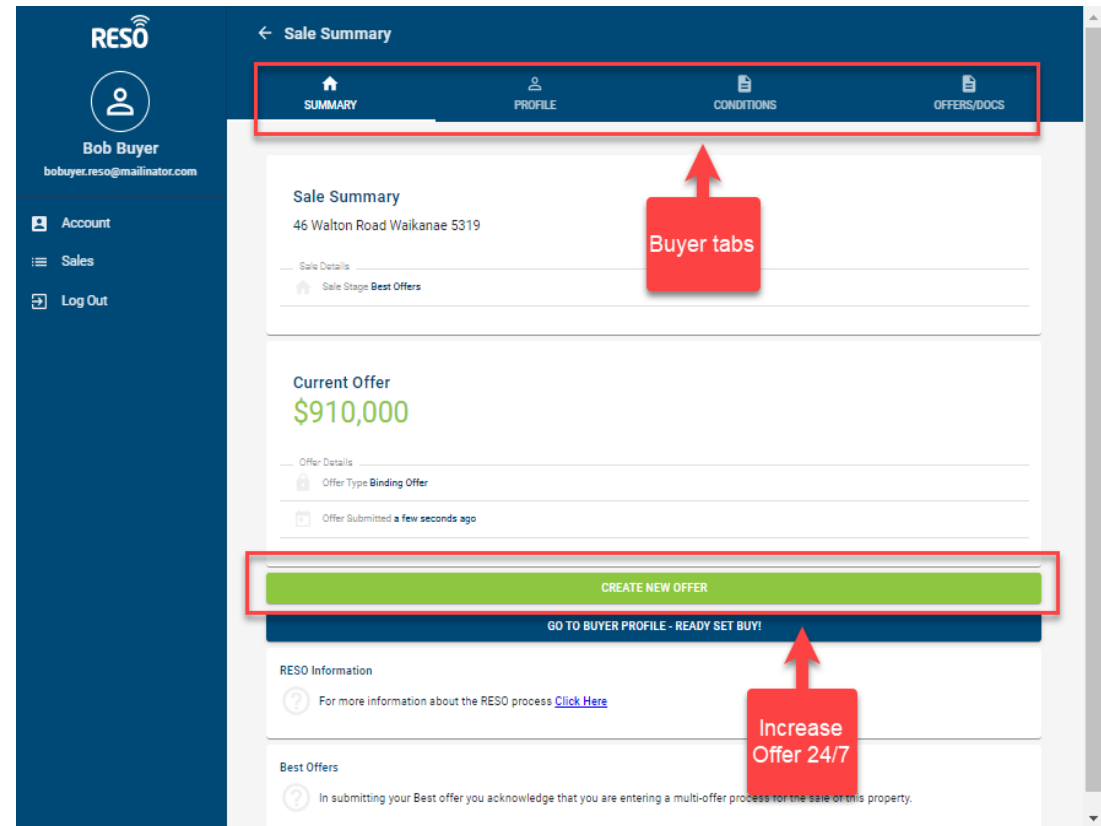 RESO
Bob Buyer
bobuyer.reso@mailinator.com
Account
Sales
Log Out
Sale Summary
SUMMARY
PROFILE
CONDITIONS
OFFERS/DOCS
Buyer tabs
Sale Summary
46 Walton Road Waikanae 5319
Sale Details
Sale Stage Best Offers
Current Offer
$910,000
Offer Details
Offer Type Binding Offer
Offer Submitted a few seconds ago
CREATE NEW OFFER
GO TO BUYER PROFILE - READY SET BUY!
RESO Information
For more information about the RESO process Click Here
Increase
Offer 24/7
Best Offers
In submitting your Best offer you acknowledge that you are entering a multi-offer process for the sale of this property.